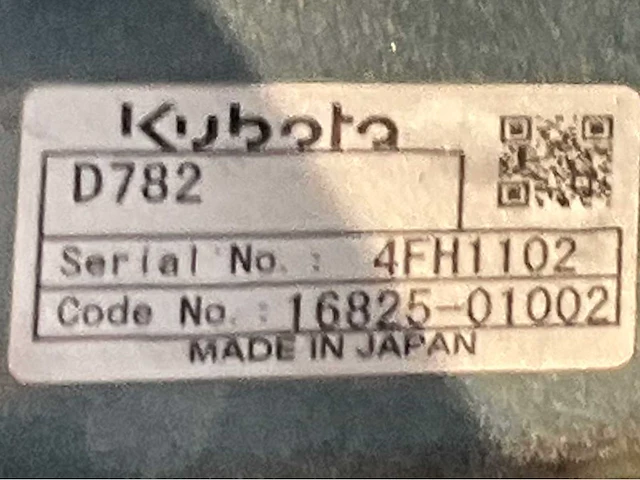 Kubota
D782
Serial No. : 4FH1102
Code No. : 16825-01002
MADE IN JAPAN